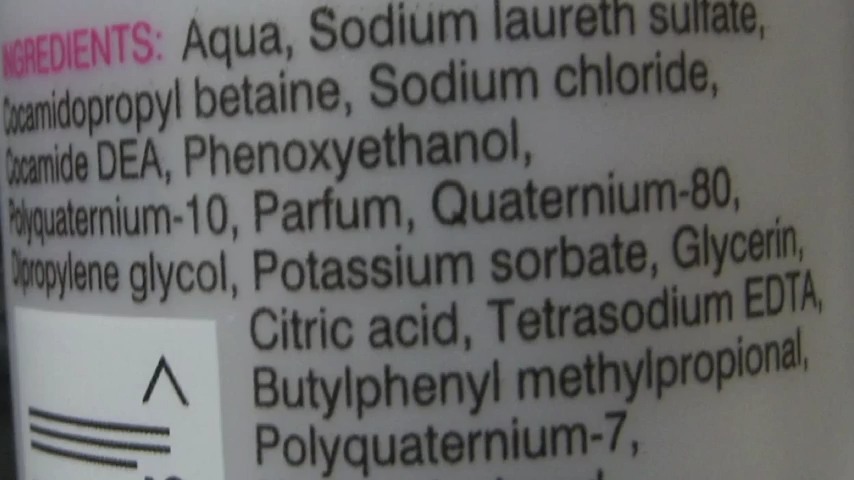 INGREDIENTS: Aqua, Sodium laureth sulfate,
Cocamidopropyl betaine, Sodium chloride,
Cocamide DEA, Phenoxyethanol,
Polyquaternium-10, Parfum, Quaternium-80,
Dipropylene glycol, Potassium sorbate, Glycerin,
Citric acid, Tetrasodium EDTA,
Butylphenyl methylpropional,
Polyquaternium-7,